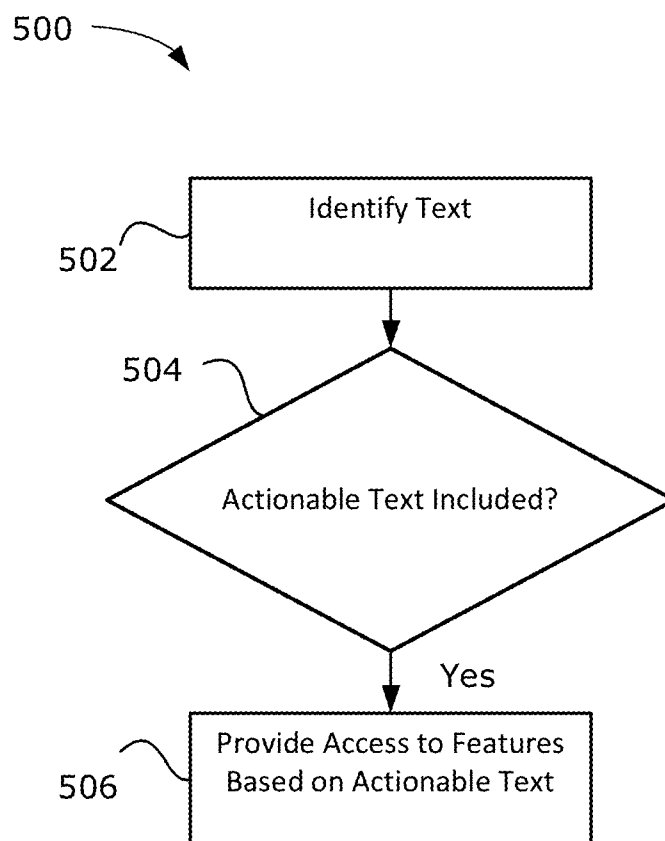 500
Identify Text
502
504
Actionable Text Included?
Yes
Provide Access to Features
Based on Actionable Text
506